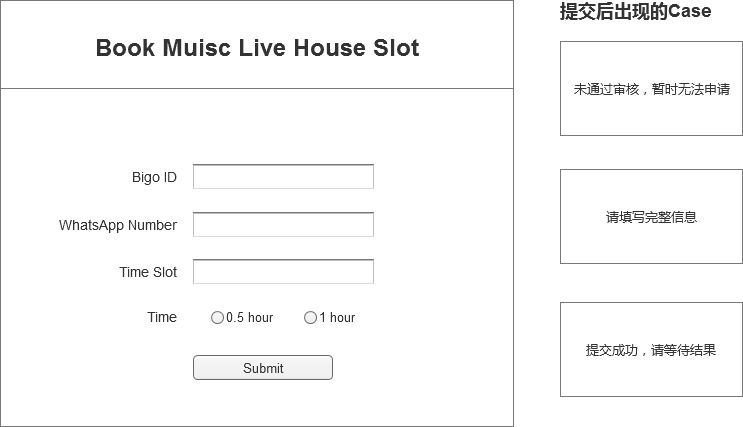 Book Muisc Live House Slot
Bigo ID
WhatsApp Number
Time Slot
Time
0.5 hour
1 hour
Submit
提交后出现的Case
未通过审核，暂时无法申请
请填写完整信息
提交成功，请等待结果